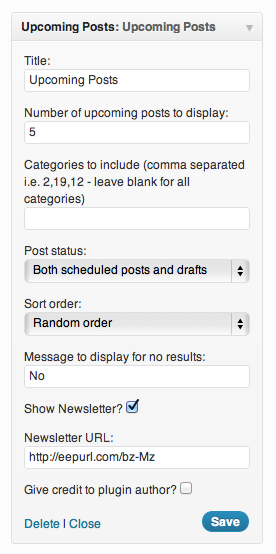 Upcoming Posts: Upcoming Posts
Title:
Upcoming Posts
Number of upcoming posts to display:
5
Categories to include (comma separated
i.e. 2,19,12 - leave blank for all
categories)
Post status:
Both scheduled posts and drafts
Sort order:
Random order
Message to display for no results:
No
Show Newsletter?
Newsletter URL:
http://eepurl.com/bz-Mz
Give credit to plugin author?
Delete | Close
Save